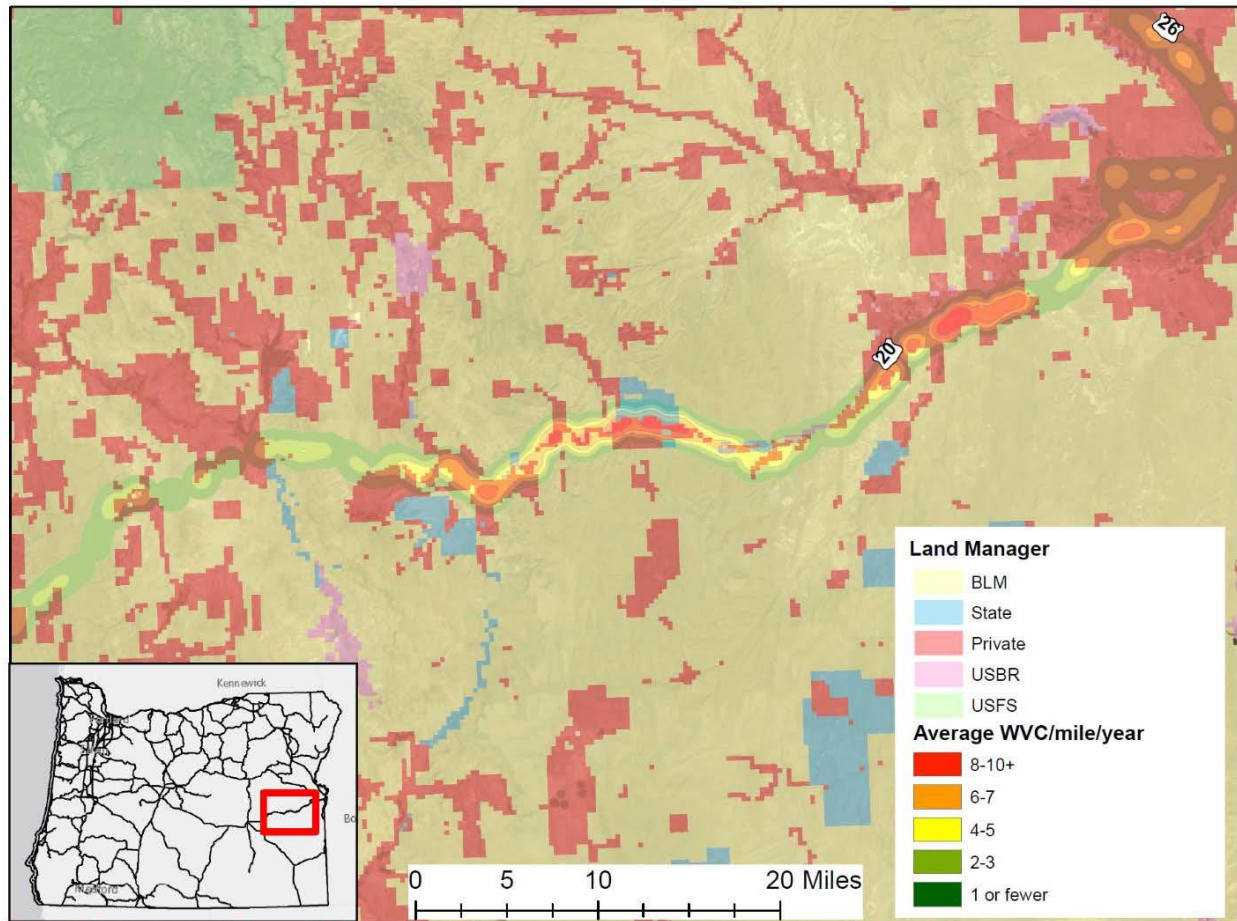 26
20
Land Manager
BLM
State
Private
USBR
USFS
Average WVC/mile/year
8-10+
6-7
4-5
2-3
1 or fewer
Kennewick
Medford
0 5 10 20 Miles